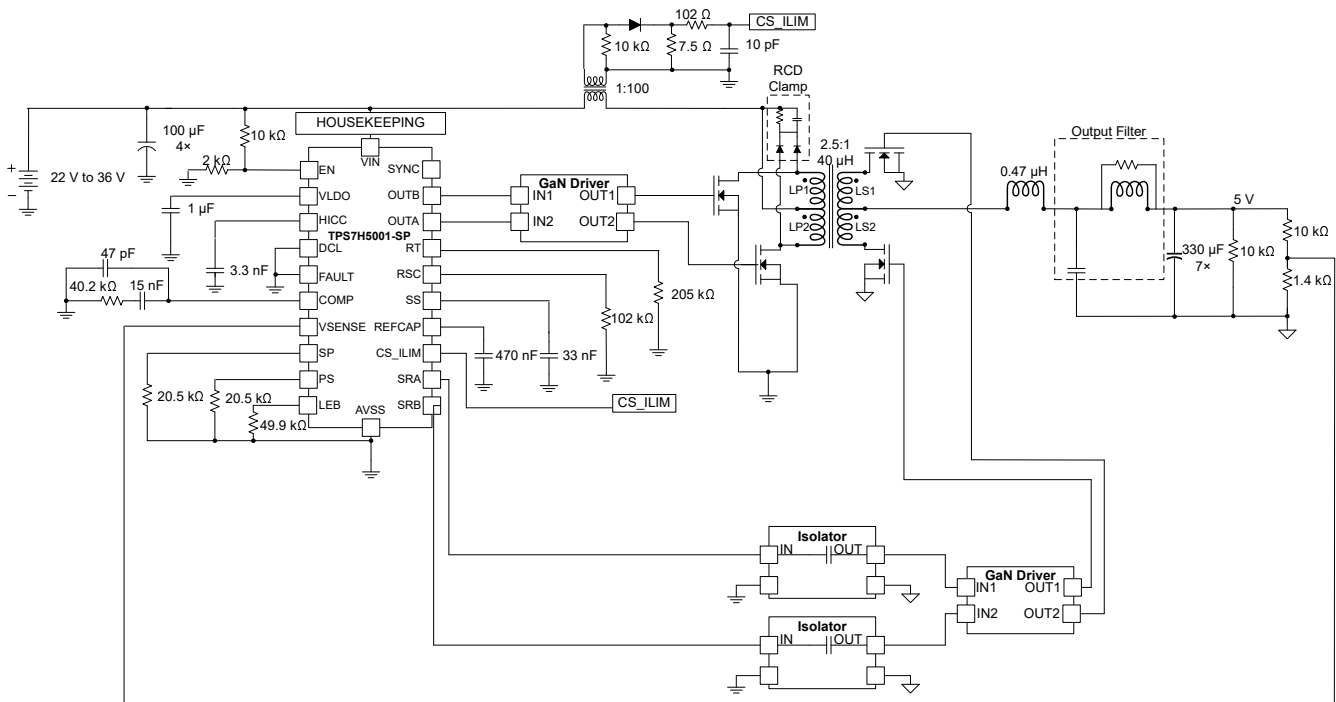 102 Ω
CS_ILIM
10 kΩ
7.5 Ω
10 pF
1:100
RCD
Clamp
HOUSEKEEPING
100 µF
4×
10 kΩ
2 kΩ
+
−
22 V to 36 V
1 µF
3.3 nF
47 pF
40.2 kΩ
15 nF
VIN
EN
VLDO
HICC
DCL
FAULT
COMP
VSENSE
SP
PS
LEB
AVSS
TPS7H5001-SP
SYNC
OUTB
OUTA
RT
RSC
SS
REFCAP
CS_ILIM
SRA
SRB
20.5 kΩ
20.5 kΩ
49.9 kΩ
GaN Driver
IN1
OUT1
IN2
OUT2
205 kΩ
102 kΩ
470 nF
33 nF
CS_ILIM
2.5:1
40 µH
LP1
LS1
LP2
LS2
0.47 µH
Output Filter
5 V
330 µF
7×
10 kΩ
10 kΩ
1.4 kΩ
Isolator
IN
OUT
Isolator
IN
OUT
GaN Driver
IN1
OUT1
IN2
OUT2